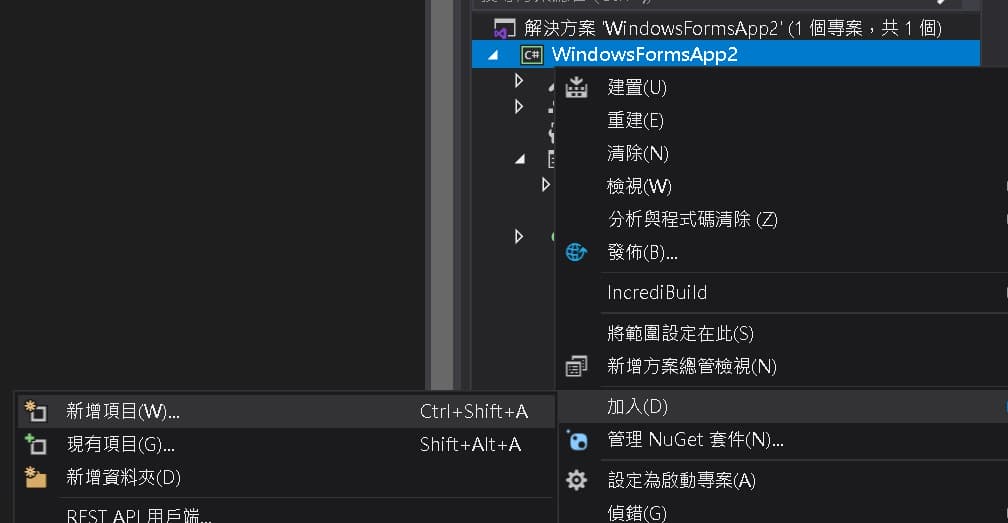 解決方案 'WindowsFormsApp2' (1 個專案，共 1 個)
C# WindowsFormsApp2
建置(U)
重建(E)
清除(N)
檢視(W)
分析與程式碼清除 (Z)
發佈(B)...
IncrediBuild
將範圍設定在此(S)
新增方案總管檢視(N)
加入(D)
管理 NuGet 套件(N)...
設定為啟動專案(A)
偵錯(G)
新增項目(W)... Ctrl+Shift+A
現有項目(G)... Shift+Alt+A
新增資料夾(D)
REST API 用戶端...